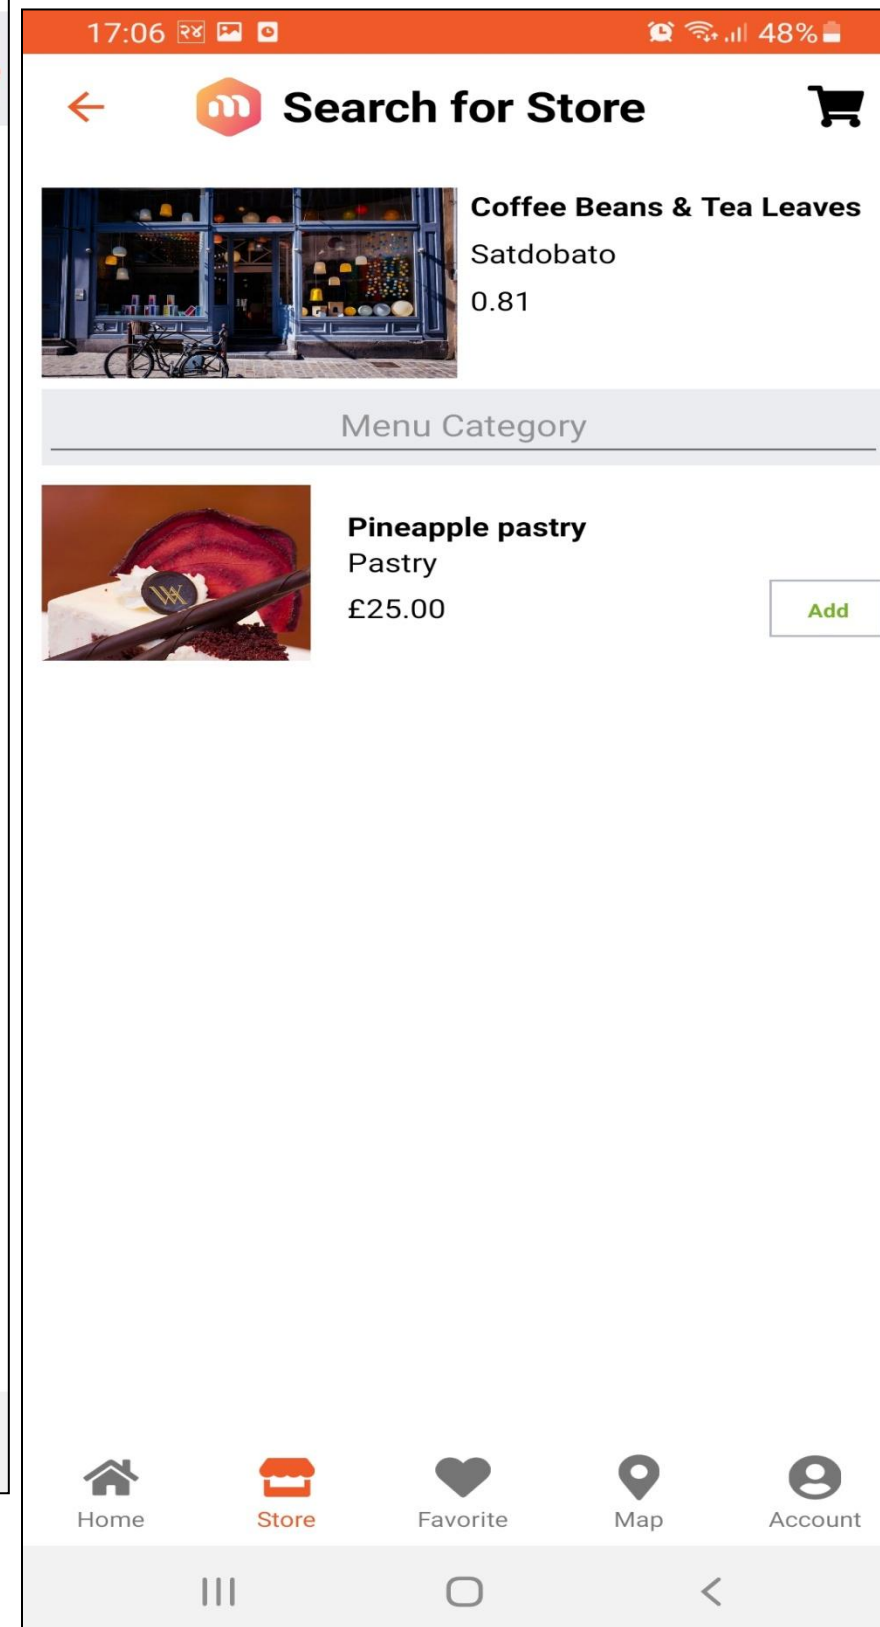 17:06 २४ 48%
Search for Store
Coffee Beans & Tea Leaves
Satdobato
0.81
Menu Category
Pineapple pastry
Pastry
£25.00
Add
Home Store Favorite Map Account